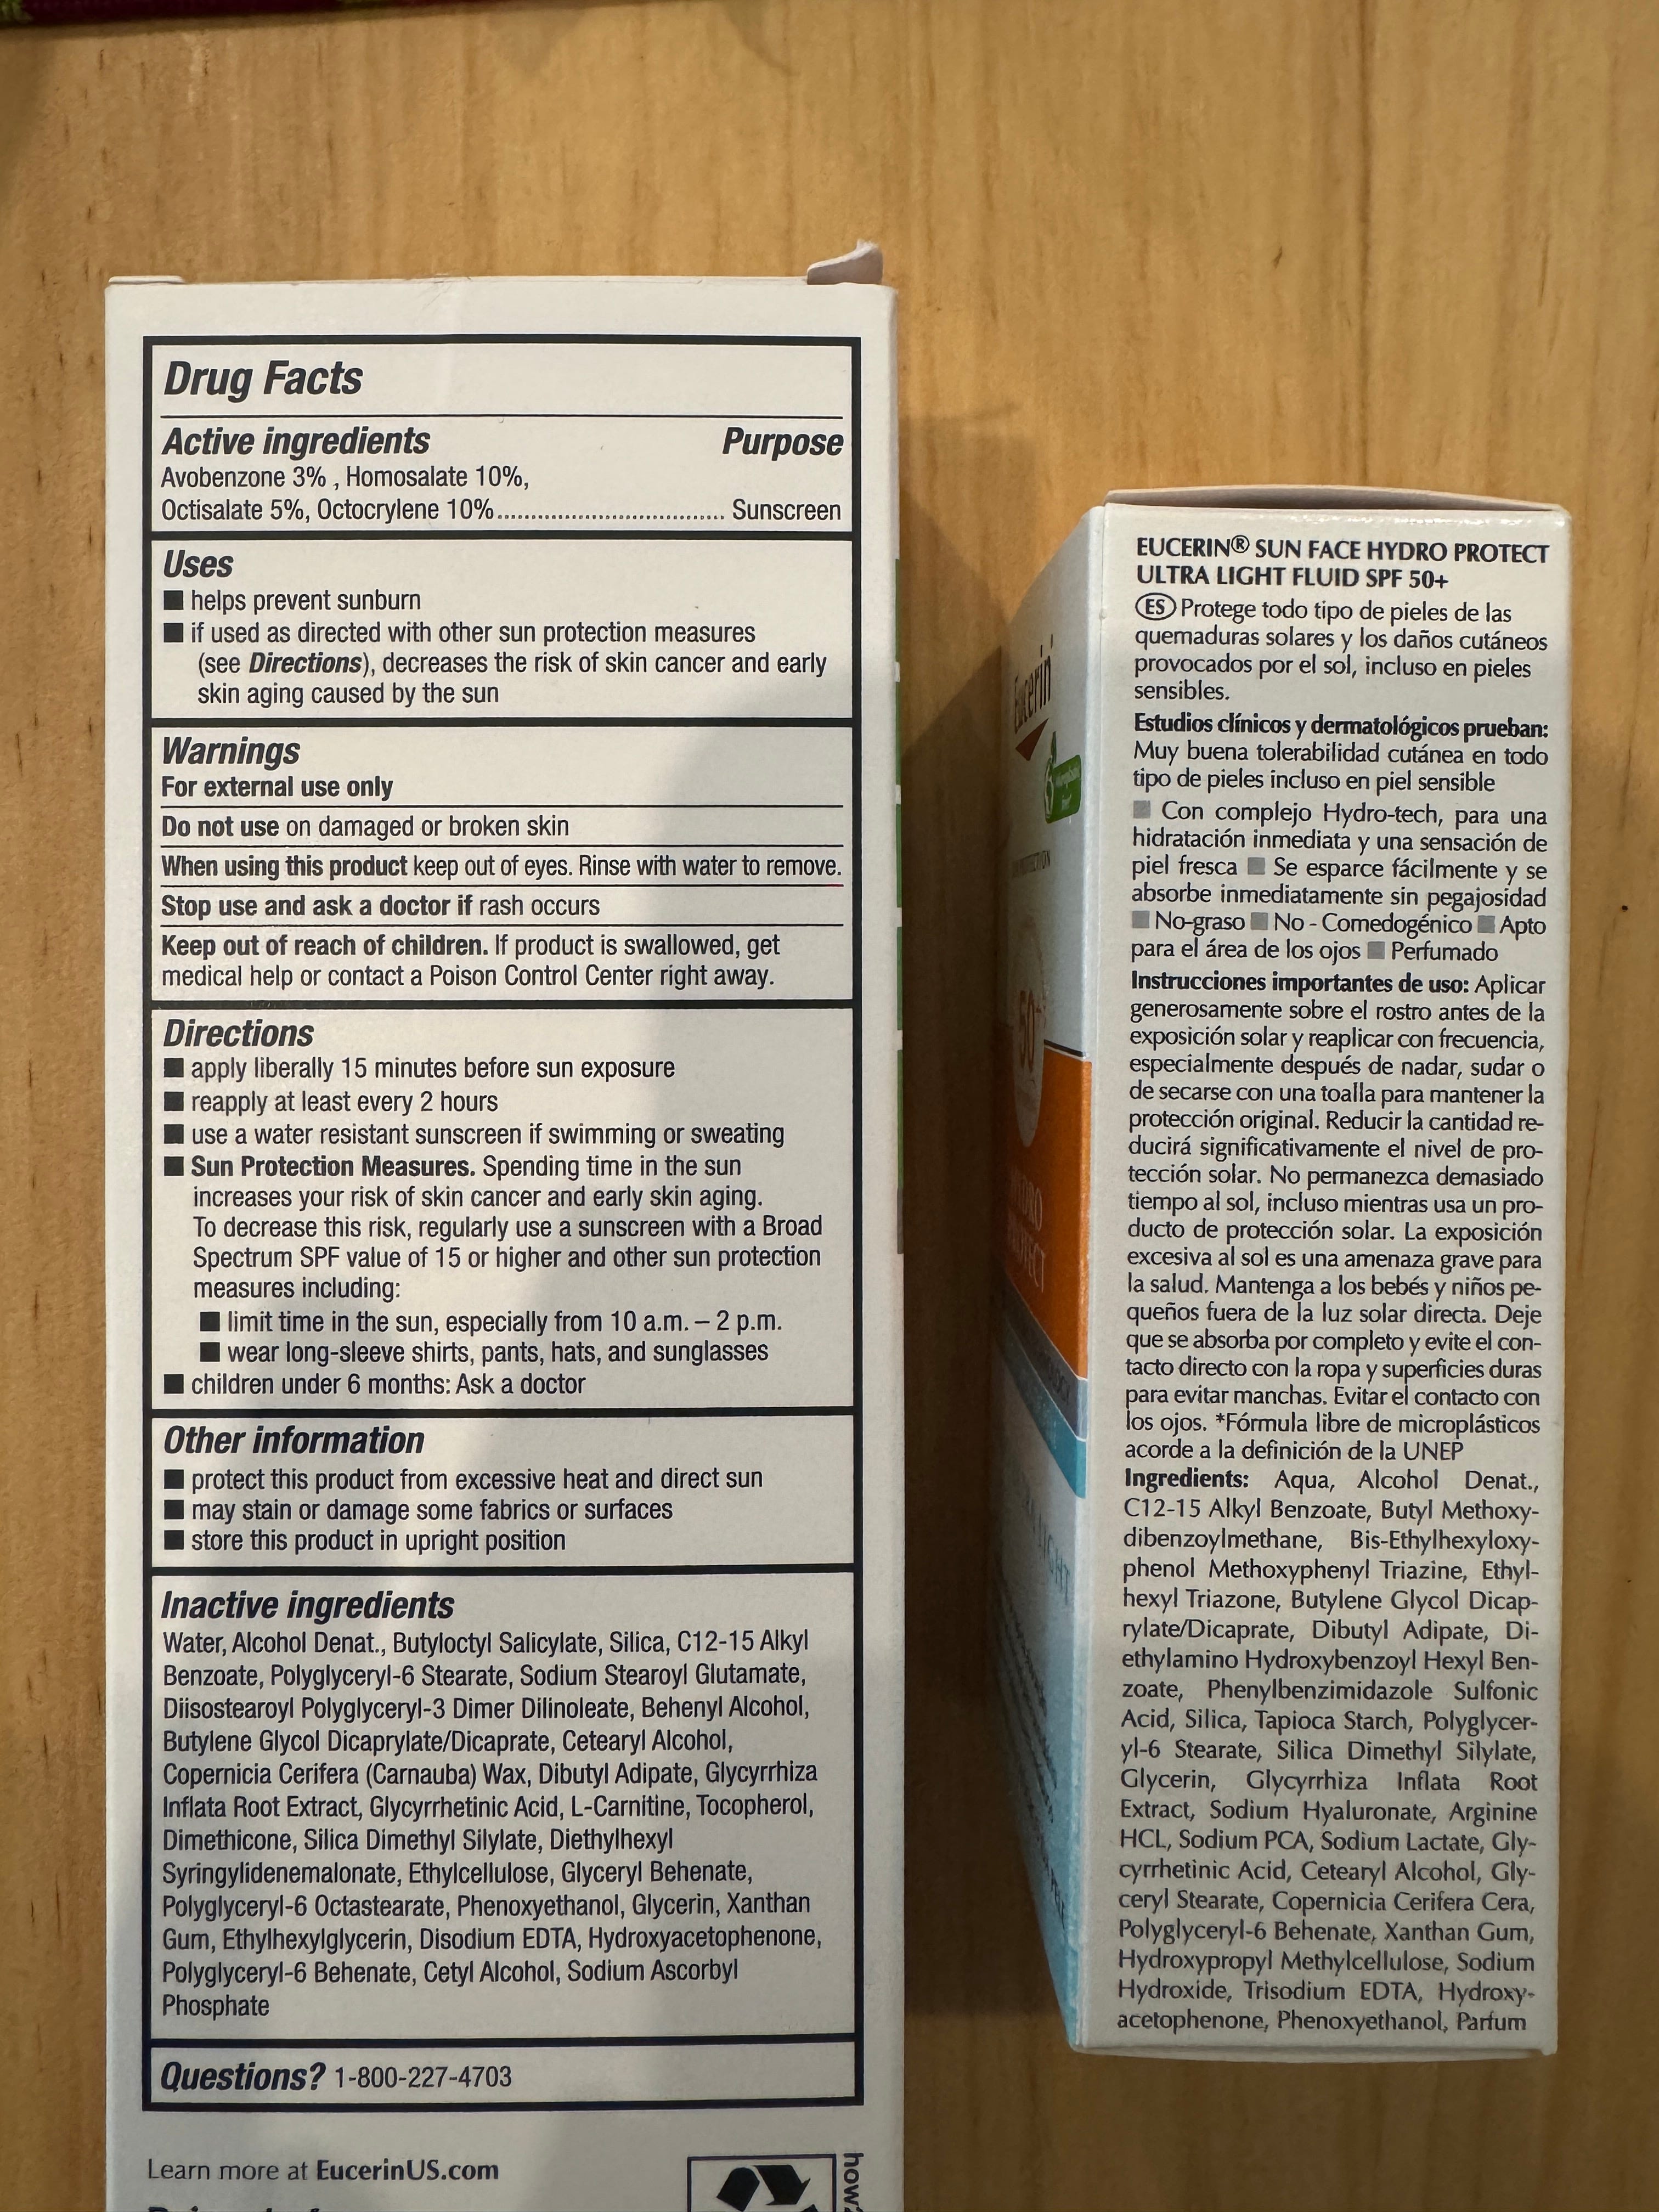 Drug Facts
Active ingredients Purpose
Avobenzone 3% , Homosalate 10%,
Octisalate 5%, Octocrylene 10%................................. Sunscreen
Uses
■ helps prevent sunburn
■ if used as directed with other sun protection measures
(see Directions), decreases the risk of skin cancer and early
skin aging caused by the sun
Warnings
For external use only
Do not use on damaged or broken skin
When using this product keep out of eyes. Rinse with water to remove.
Stop use and ask a doctor if rash occurs
Keep out of reach of children. If product is swallowed, get
medical help or contact a Poison Control Center right away.
Directions
■ apply liberally 15 minutes before sun exposure
■ reapply at least every 2 hours
■ use a water resistant sunscreen if swimming or sweating
■ Sun Protection Measures. Spending time in the sun
increases your risk of skin cancer and early skin aging.
To decrease this risk, regularly use a sunscreen with a Broad
Spectrum SPF value of 15 or higher and other sun protection
measures including:
■ limit time in the sun, especially from 10 a.m. – 2 p.m.
■ wear long-sleeve shirts, pants, hats, and sunglasses
■ children under 6 months: Ask a doctor
Other information
■ protect this product from excessive heat and direct sun
■ may stain or damage some fabrics or surfaces
■ store this product in upright position
Inactive ingredients
Water, Alcohol Denat., Butyloctyl Salicylate, Silica, C12-15 Alkyl
Benzoate, Polyglyceryl-6 Stearate, Sodium Stearoyl Glutamate,
Diisostearoyl Polyglyceryl-3 Dimer Dilinoleate, Behenyl Alcohol,
Butylene Glycol Dicaprylate/Dicaprate, Cetearyl Alcohol,
Copernicia Cerifera (Carnauba) Wax, Dibutyl Adipate, Glycyrrhiza
Inflata Root Extract, Glycyrrhetinic Acid, L-Carnitine, Tocopherol,
Dimethicone, Silica Dimethyl Silylate, Diethylhexyl
Syringylidenemalonate, Ethylcellulose, Glyceryl Behenate,
Polyglyceryl-6 Octastearate, Phenoxyethanol, Glycerin, Xanthan
Gum, Ethylhexylglycerin, Disodium EDTA, Hydroxyacetophenone,
Polyglyceryl-6 Behenate, Cetyl Alcohol, Sodium Ascorbyl
Phosphate
Questions? 1-800-227-4703
Learn more at EucerinUS.com
how2
Eucerin
50+
HYDRO
PROTECT
EUCERIN® SUN FACE HYDRO PROTECT
ULTRA LIGHT FLUID SPF 50+
ES Protege todo tipo de pieles de las
quemaduras solares y los daños cutáneos
provocados por el sol, incluso en pieles
sensibles.
Estudios clínicos y dermatológicos prueban:
Muy buena tolerabilidad cutánea en todo
tipo de pieles incluso en piel sensible
■ Con complejo Hydro-tech, para una
hidratación inmediata y una sensación de
piel fresca ■ Se esparce fácilmente y se
absorbe inmediatamente sin pegajosidad
■ No-graso ■ No - Comedogénico ■ Apto
para el área de los ojos ■ Perfumado
Instrucciones importantes de uso: Aplicar
generosamente sobre el rostro antes de la
exposición solar y reaplicar con frecuencia,
especialmente después de nadar, sudar o
de secarse con una toalla para mantener la
protección original. Reducir la cantidad re-
ducirá significativamente el nivel de pro-
tección solar. No permanezca demasiado
tiempo al sol, incluso mientras usa un pro-
ducto de protección solar. La exposición
excesiva al sol es una amenaza grave para
la salud. Mantenga a los bebés y niños pe-
queños fuera de la luz solar directa. Deje
que se absorba por completo y evite el con-
tacto directo con la ropa y superficies duras
para evitar manchas. Evitar el contacto con
los ojos. *Fórmula libre de microplásticos
acorde a la definición de la UNEP
Ingredients: Aqua, Alcohol Denat.,
C12-15 Alkyl Benzoate, Butyl Methoxy-
dibenzoylmethane, Bis-Ethylhexyloxy-
phenol Methoxyphenyl Triazine, Ethyl-
hexyl Triazone, Butylene Glycol Dicap-
rylate/Dicaprate, Dibutyl Adipate, Di-
ethylamino Hydroxybenzoyl Hexyl Ben-
zoate, Phenylbenzimidazole Sulfonic
Acid, Silica, Tapioca Starch, Polyglycer-
yl-6 Stearate, Silica Dimethyl Silylate,
Glycerin, Glycyrrhiza Inflata Root
Extract, Sodium Hyaluronate, Arginine
HCL, Sodium PCA, Sodium Lactate, Gly-
cyrrhetinic Acid, Cetearyl Alcohol, Gly-
ceryl Stearate, Copernicia Cerifera Cera,
Polyglyceryl-6 Behenate, Xanthan Gum,
Hydroxypropyl Methylcellulose, Sodium
Hydroxide, Trisodium EDTA, Hydroxy-
acetophenone, Phenoxyethanol, Parfum